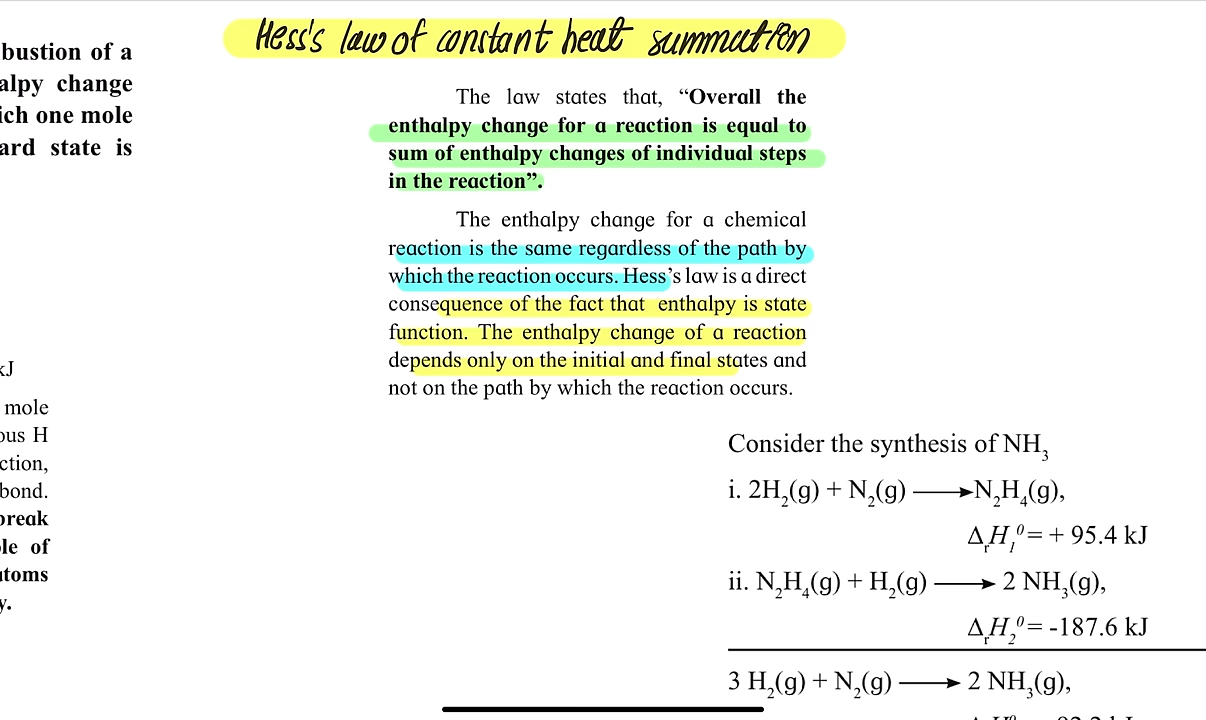 Hess's law of constant heat summation
bustion of a
alpy change
ich one mole
ard state is
The law states that, “Overall the
enthalpy change for a reaction is equal to
sum of enthalpy changes of individual steps
in the reaction”.
The enthalpy change for a chemical
reaction is the same regardless of the path by
which the reaction occurs. Hess’s law is a direct
consequence of the fact that enthalpy is state
function. The enthalpy change of a reaction
depends only on the initial and final states and
not on the path by which the reaction occurs.
kJ
mole
ous H
ction,
bond.
break
ole of
atoms
y.
Consider the synthesis of NH₃
i. 2H₂(g) + N₂(g) ⟶ N₂H₄(g),
ΔᵣH₁⁰ = + 95.4 kJ
ii. N₂H₄(g) + H₂(g) ⟶ 2 NH₃(g),
ΔᵣH₂⁰ = -187.6 kJ
3 H₂(g) + N₂(g) ⟶ 2 NH₃(g),